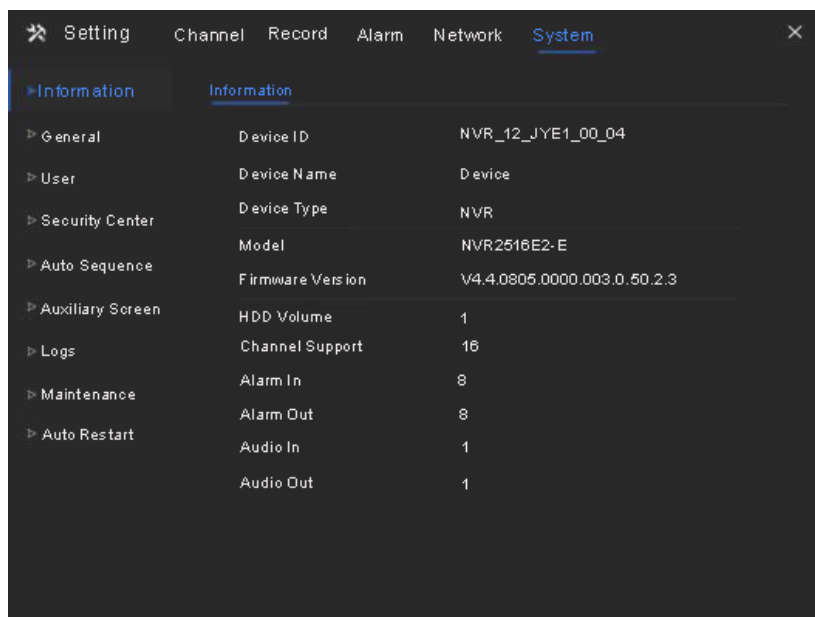 Setting Channel Record Alarm Network System
Information
General
User
Security Center
Auto Sequence
Auxiliary Screen
Logs
Maintenance
Auto Restart
Information
Device ID NVR_12_JYE1_00_04
Device Name Device
Device Type NVR
Model NVR2516E2-E
Firmware Version V4.4.0805.0000.003.0.50.2.3
HDD Volume 1
Channel Support 16
Alarm In 8
Alarm Out 8
Audio In 1
Audio Out 1